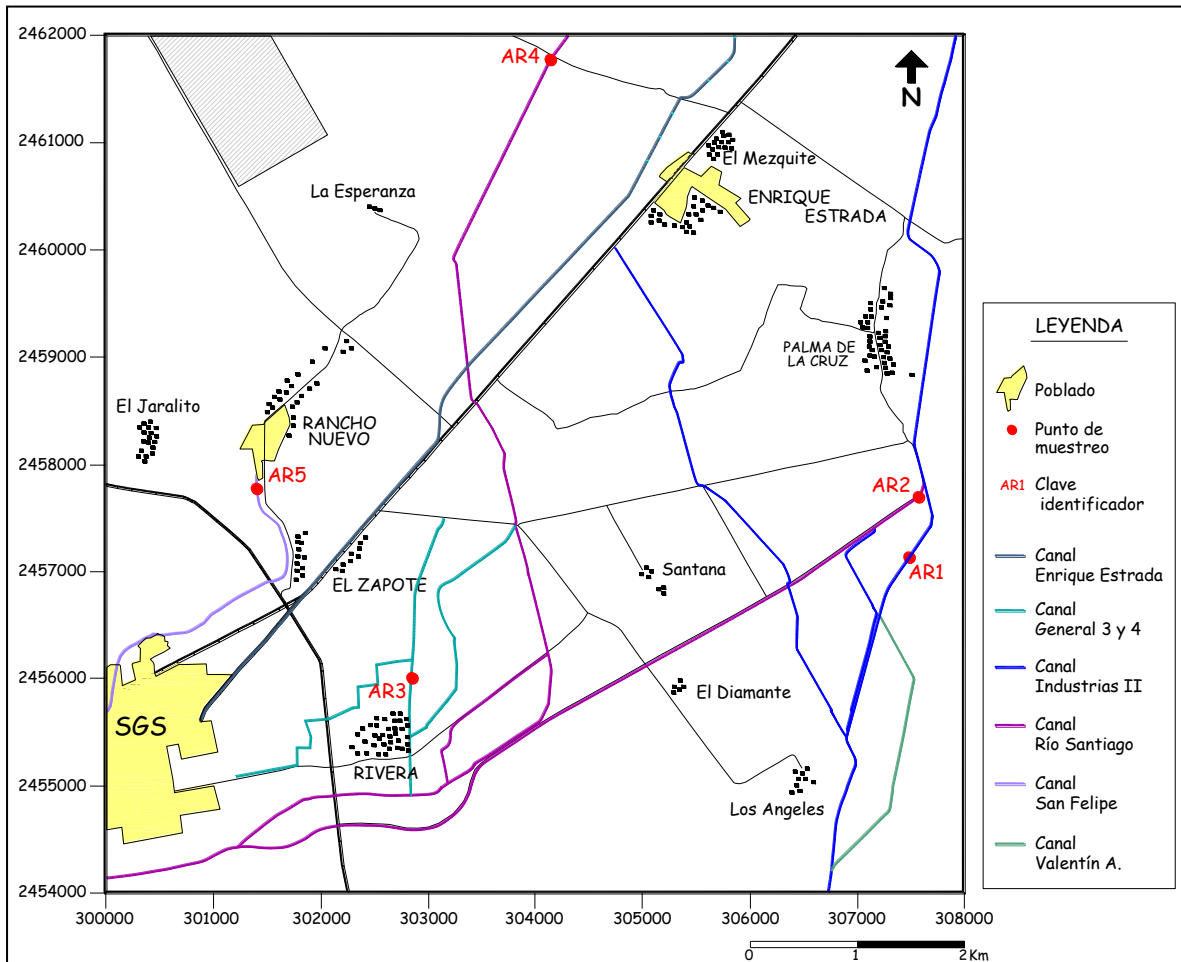 2462000
2461000
2460000
2459000
2458000
2457000
2456000
2455000
2454000
300000
301000
302000
303000
304000
305000
306000
307000
308000
AR4
N
El Mezquite
La Esperanza
ENRIQUE
ESTRADA
PALMA DE
LA CRUZ
El Jaralito
RANCHO
NUEVO
AR5
AR2
AR1
EL ZAPOTE
Santana
AR3
El Diamante
SGS
RIVERA
Los Angeles
0
1
2
Km
LEYENDA
Poblado
Punto de
muestreo
AR1
Clave
identificador
Canal
Enrique Estrada
Canal
General 3 y 4
Canal
Industrias II
Canal
Río Santiago
Canal
San Felipe
Canal
Valentín A.